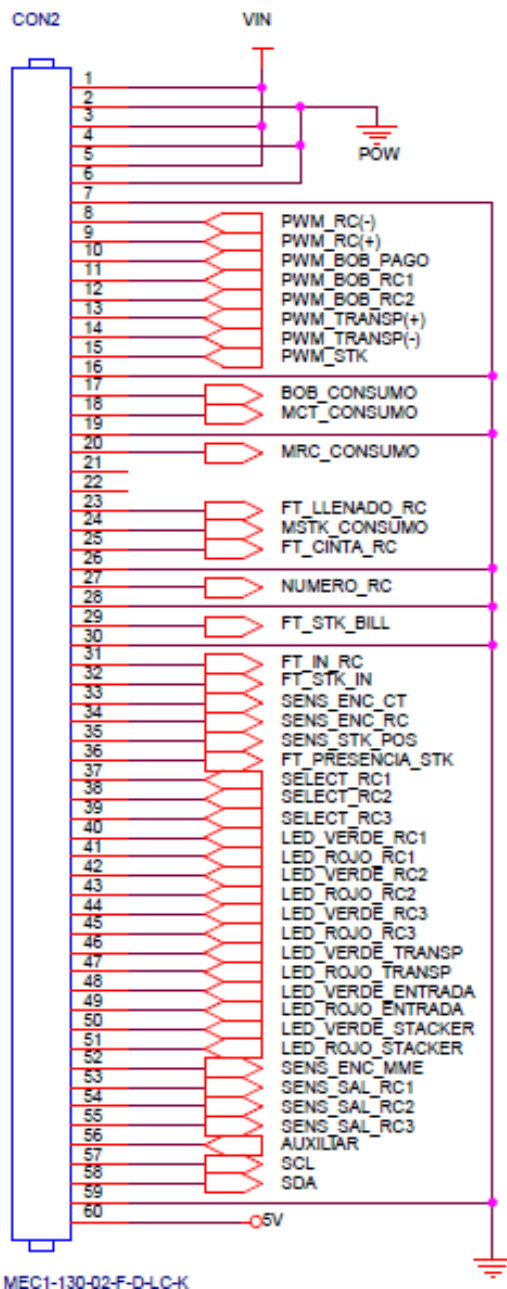 CON2 VIN
1
2
3
4
5
POW
6
7
8 PWM_RC(-)
9 PWM_RC(+)
10 PWM_BOB_PAGO
11 PWM_BOB_RC1
12 PWM_BOB_RC2
13 PWM_TRANSP(+)
14 PWM_TRANSP(-)
15 PWM_STK
16
17 BOB_CONSUMO
18 MCT_CONSUMO
19
20 MRC_CONSUMO
21
22
23 FT_LLENADO_RC
24 MSTK_CONSUMO
25 FT_CINTA_RC
26
27 NUMERO_RC
28
29 FT_STK_BILL
30
31 FT_IN_RC
32 FT_STK_IN
33 SENS_ENC_CT
34 SENS_ENC_RC
35 SENS_STK_POS
36 FT_PRESENCIA_STK
37 SELECT_RC1
38 SELECT_RC2
39 SELECT_RC3
40 LED_VERDE_RC1
41 LED_ROJO_RC1
42 LED_VERDE_RC2
43 LED_ROJO_RC2
44 LED_VERDE_RC3
45 LED_ROJO_RC3
46 LED_VERDE_TRANSP
47 LED_ROJO_TRANSP
48 LED_VERDE_ENTRADA
49 LED_ROJO_ENTRADA
50 LED_VERDE_STACKER
51 LED_ROJO_STACKER
52 SENS_ENC_MME
53 SENS_SAL_RC1
54 SENS_SAL_RC2
55 SENS_SAL_RC3
56 AUXILIAR
57 SCL
58 SDA
59
60 5V
MEC1-130-02-F-D-LC-K